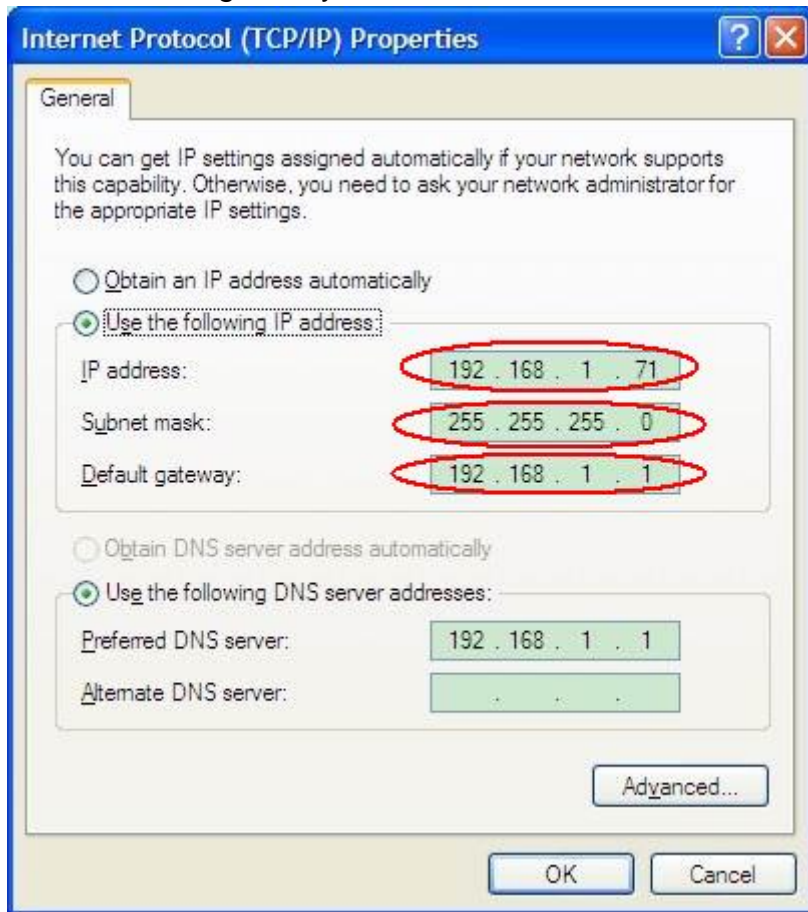 Internet Protocol (TCP/IP) Properties
General
You can get IP settings assigned automatically if your network supports
this capability. Otherwise, you need to ask your network administrator for
the appropriate IP settings.
Obtain an IP address automatically
Use the following IP address:
IP address: 192 . 168 . 1 . 71
Subnet mask: 255 . 255 . 255 . 0
Default gateway: 192 . 168 . 1 . 1
Obtain DNS server address automatically
Use the following DNS server addresses:
Preferred DNS server: 192 . 168 . 1 . 1
Alternate DNS server: . . .
Advanced...
OK Cancel